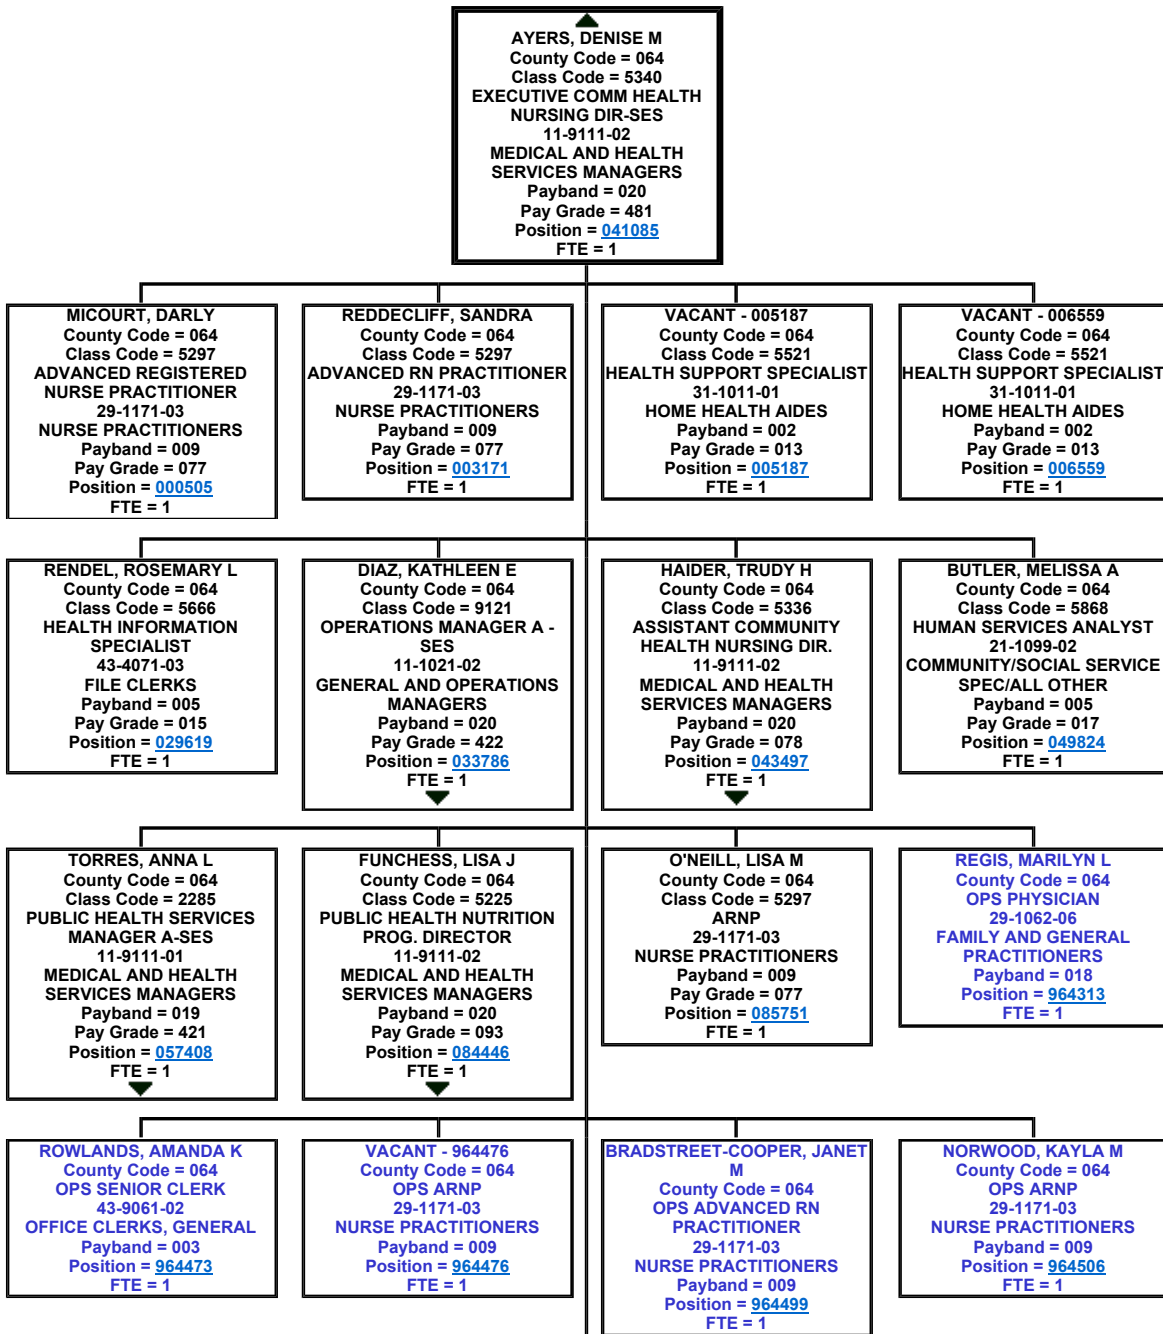 AYERS, DENISE M
County Code = 064
Class Code = 5340
EXECUTIVE COMM HEALTH
NURSING DIR-SES
11-9111-02
MEDICAL AND HEALTH
SERVICES MANAGERS
Payband = 020
Pay Grade = 481
Position = 041085
FTE = 1
MICOURT, DARLY
County Code = 064
Class Code = 5297
ADVANCED REGISTERED
NURSE PRACTITIONER
29-1171-03
NURSE PRACTITIONERS
Payband = 009
Pay Grade = 077
Position = 000505
FTE = 1
REDDECLIFF, SANDRA
County Code = 064
Class Code = 5297
ADVANCED RN PRACTITIONER
29-1171-03
NURSE PRACTITIONERS
Payband = 009
Pay Grade = 077
Position = 003171
FTE = 1
VACANT - 005187
County Code = 064
Class Code = 5521
HEALTH SUPPORT SPECIALIST
31-1011-01
HOME HEALTH AIDES
Payband = 002
Pay Grade = 013
Position = 005187
FTE = 1
VACANT - 006559
County Code = 064
Class Code = 5521
HEALTH SUPPORT SPECIALIST
31-1011-01
HOME HEALTH AIDES
Payband = 002
Pay Grade = 013
Position = 006559
FTE = 1
RENDEL, ROSEMARY L
County Code = 064
Class Code = 5666
HEALTH INFORMATION
SPECIALIST
43-4071-03
FILE CLERKS
Payband = 005
Pay Grade = 015
Position = 029619
FTE = 1
DIAZ, KATHLEEN E
County Code = 064
Class Code = 9121
OPERATIONS MANAGER A -
SES
11-1021-02
GENERAL AND OPERATIONS
MANAGERS
Payband = 020
Pay Grade = 422
Position = 033786
FTE = 1
HAIDER, TRUDY H
County Code = 064
Class Code = 5336
ASSISTANT COMMUNITY
HEALTH NURSING DIR.
11-9111-02
MEDICAL AND HEALTH
SERVICES MANAGERS
Payband = 020
Pay Grade = 078
Position = 043497
FTE = 1
BUTLER, MELISSA A
County Code = 064
Class Code = 5868
HUMAN SERVICES ANALYST
21-1099-02
COMMUNITY/SOCIAL SERVICE
SPEC/ALL OTHER
Payband = 005
Pay Grade = 017
Position = 049824
FTE = 1
TORRES, ANNA L
County Code = 064
Class Code = 2285
PUBLIC HEALTH SERVICES
MANAGER A-SES
11-9111-01
MEDICAL AND HEALTH
SERVICES MANAGERS
Payband = 019
Pay Grade = 421
Position = 057408
FTE = 1
FUNCHESS, LISA J
County Code = 064
Class Code = 5225
PUBLIC HEALTH NUTRITION
PROG. DIRECTOR
11-9111-02
MEDICAL AND HEALTH
SERVICES MANAGERS
Payband = 020
Pay Grade = 093
Position = 084446
FTE = 1
O'NEILL, LISA M
County Code = 064
Class Code = 5297
ARNP
29-1171-03
NURSE PRACTITIONERS
Payband = 009
Pay Grade = 077
Position = 085751
FTE = 1
REGIS, MARILYN L
County Code = 064
OPS PHYSICIAN
29-1062-06
FAMILY AND GENERAL
PRACTITIONERS
Payband = 018
Position = 964313
FTE = 1
ROWLANDS, AMANDA K
County Code = 064
OPS SENIOR CLERK
43-9061-02
OFFICE CLERKS, GENERAL
Payband = 003
Position = 964473
FTE = 1
VACANT - 964476
County Code = 064
OPS ARNP
29-1171-03
NURSE PRACTITIONERS
Payband = 009
Position = 964476
FTE = 1
BRADSTREET-COOPER, JANET
M
County Code = 064
OPS ADVANCED RN
PRACTITIONER
29-1171-03
NURSE PRACTITIONERS
Payband = 009
Position = 964499
FTE = 1
NORWOOD, KAYLA M
County Code = 064
OPS ARNP
29-1171-03
NURSE PRACTITIONERS
Payband = 009
Position = 964506
FTE = 1